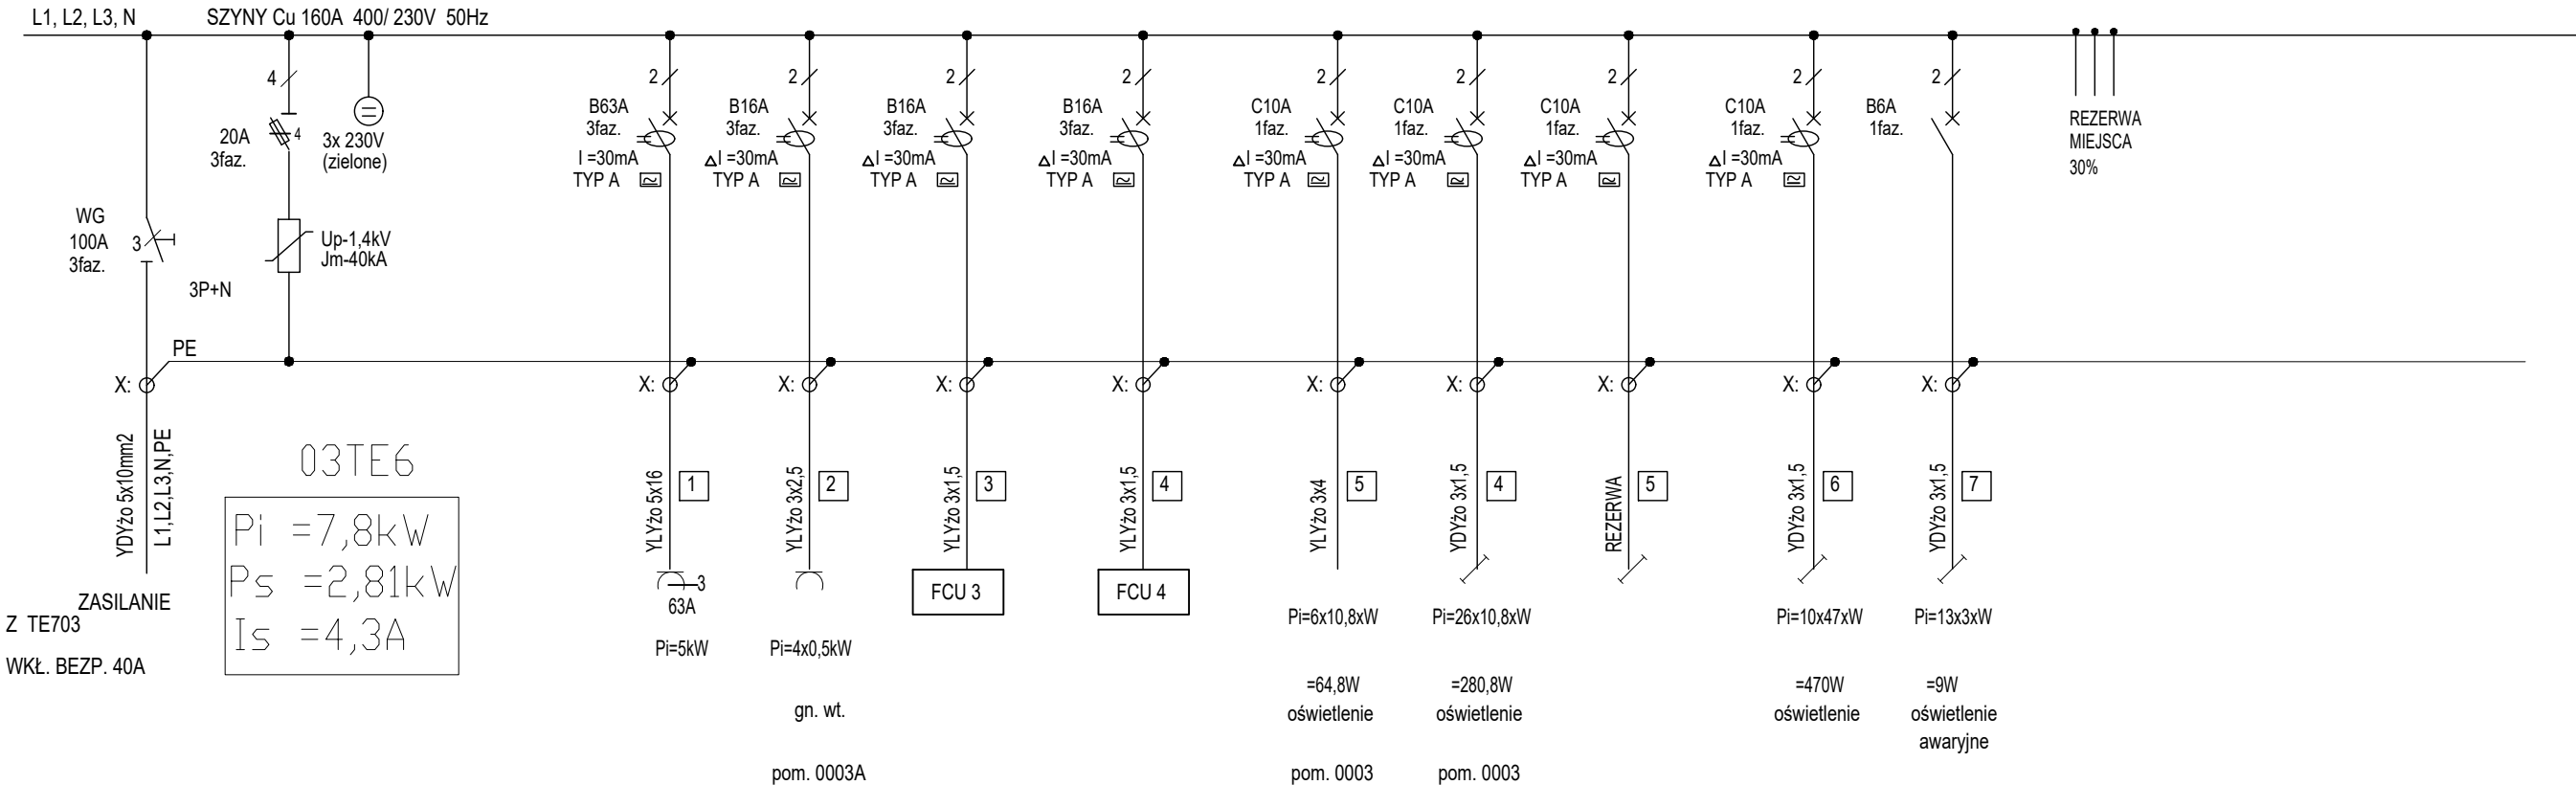 L1, L2, L3, N
SZYNY Cu 160A 400/ 230V 50Hz
4
20A
3faz.
4
3x 230V
(zielone)
WG
100A
3faz.
3
Up-1,4kV
Jm-40kA
3P+N
PE
X:
YDYżo 5x10mm2
L1,L2,L3,N,PE
ZASILANIE
Z TE703
WKŁ. BEZP. 40A
03TE6
Pi =7,8kW
Ps =2,81kW
Is =4,3A
2
B63A
3faz.
I =30mA
TYP A
X:
YLYżo 5x16
1
3
63A
Pi=5kW
2
B16A
3faz.
ΔI =30mA
TYP A
X:
YLYżo 3x2,5
2
Pi=4x0,5kW
gn. wt.
pom. 0003A
2
B16A
3faz.
ΔI =30mA
TYP A
X:
YLYżo 3x1,5
3
FCU 3
2
B16A
3faz.
ΔI =30mA
TYP A
X:
YLYżo 3x1,5
4
FCU 4
2
C10A
1faz.
ΔI =30mA
TYP A
X:
YLYżo 3x4
5
Pi=6x10,8xW
=64,8W
oświetlenie
pom. 0003
2
C10A
1faz.
ΔI =30mA
TYP A
X:
YDYżo 3x1,5
4
Pi=26x10,8xW
=280,8W
oświetlenie
pom. 0003
2
C10A
1faz.
ΔI =30mA
TYP A
X:
REZERWA
5
2
C10A
1faz.
ΔI =30mA
TYP A
X:
YDYżo 3x1,5
6
Pi=10x47xW
=470W
oświetlenie
2
B6A
1faz.
X:
YDYżo 3x1,5
7
Pi=13x3xW
=9W
oświetlenie
awaryjne
REZERWA
MIEJSCA
30%